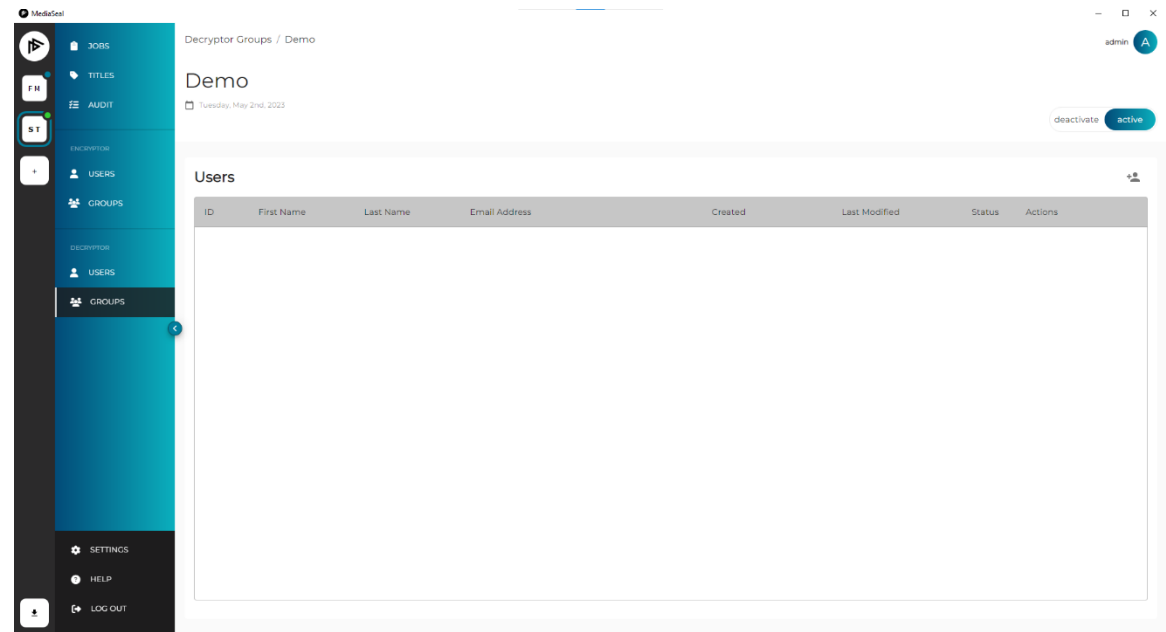 MediaSeal
FH
ST
+
JOBS
TITLES
AUDIT
ENCRYPTOR
USERS
GROUPS
DECRYPTOR
USERS
GROUPS
SETTINGS
HELP
LOG OUT
Decryptor Groups / Demo
admin A
Demo
Tuesday, May 2nd, 2023
deactivate active
Users
ID First Name Last Name Email Address Created Last Modified Status Actions